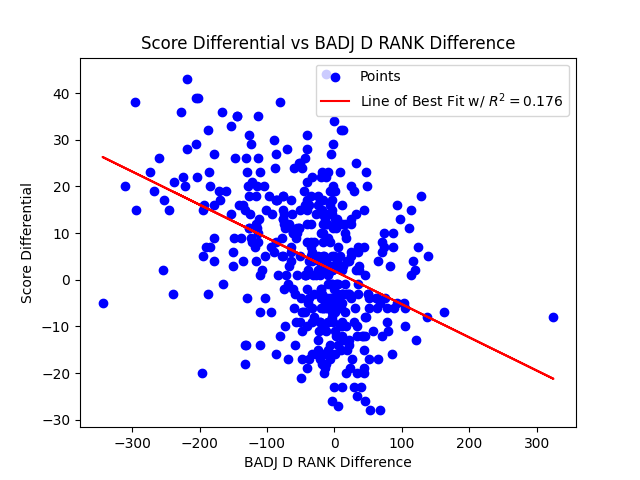 Score Differential vs BADJ D RANK Difference
Points
Line of Best Fit w/ R² = 0.176
Score Differential
40
30
20
10
0
−10
−20
−30
−300 −200 −100 0 100 200 300
BADJ D RANK Difference